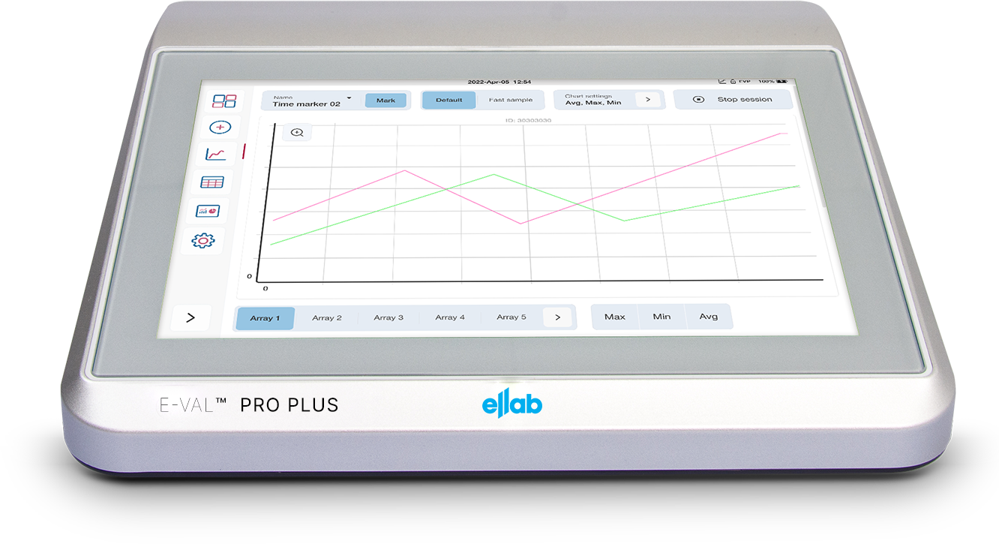 2022-Apr-05 12:54
EVP 100%
Name
Time marker 02
Mark
Default
Fast sample
Chart settings
Avg, Max, Min
>
Stop session
ID: 30303030
0
0
>
Array 1
Array 2
Array 3
Array 4
Array 5
>
Max
Min
Avg
E-VAL™ PRO PLUS
ellab